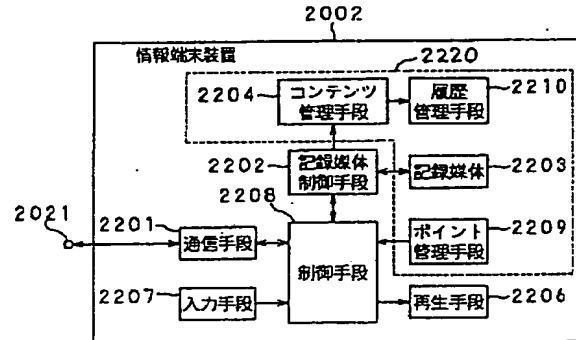 2002
情報端末装置
2220
2204
コンテンツ
管理手段
履歴
管理手段
2210
2202
記録媒体
制御手段
記録媒体
2203
2208
2021
2201
通信手段
ポイント
管理手段
2209
制御手段
2207
入力手段
再生手段
2206